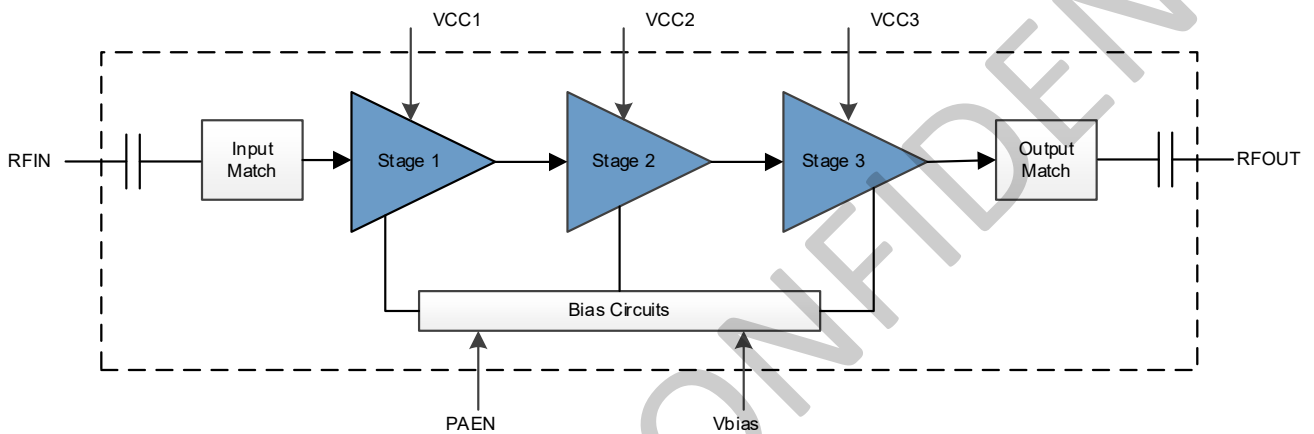 VCC1
VCC2
VCC3
RFIN
Input
Match
Stage 1
Stage 2
Stage 3
Output
Match
RFOUT
Bias Circuits
PAEN
Vbias
ONFIDEN